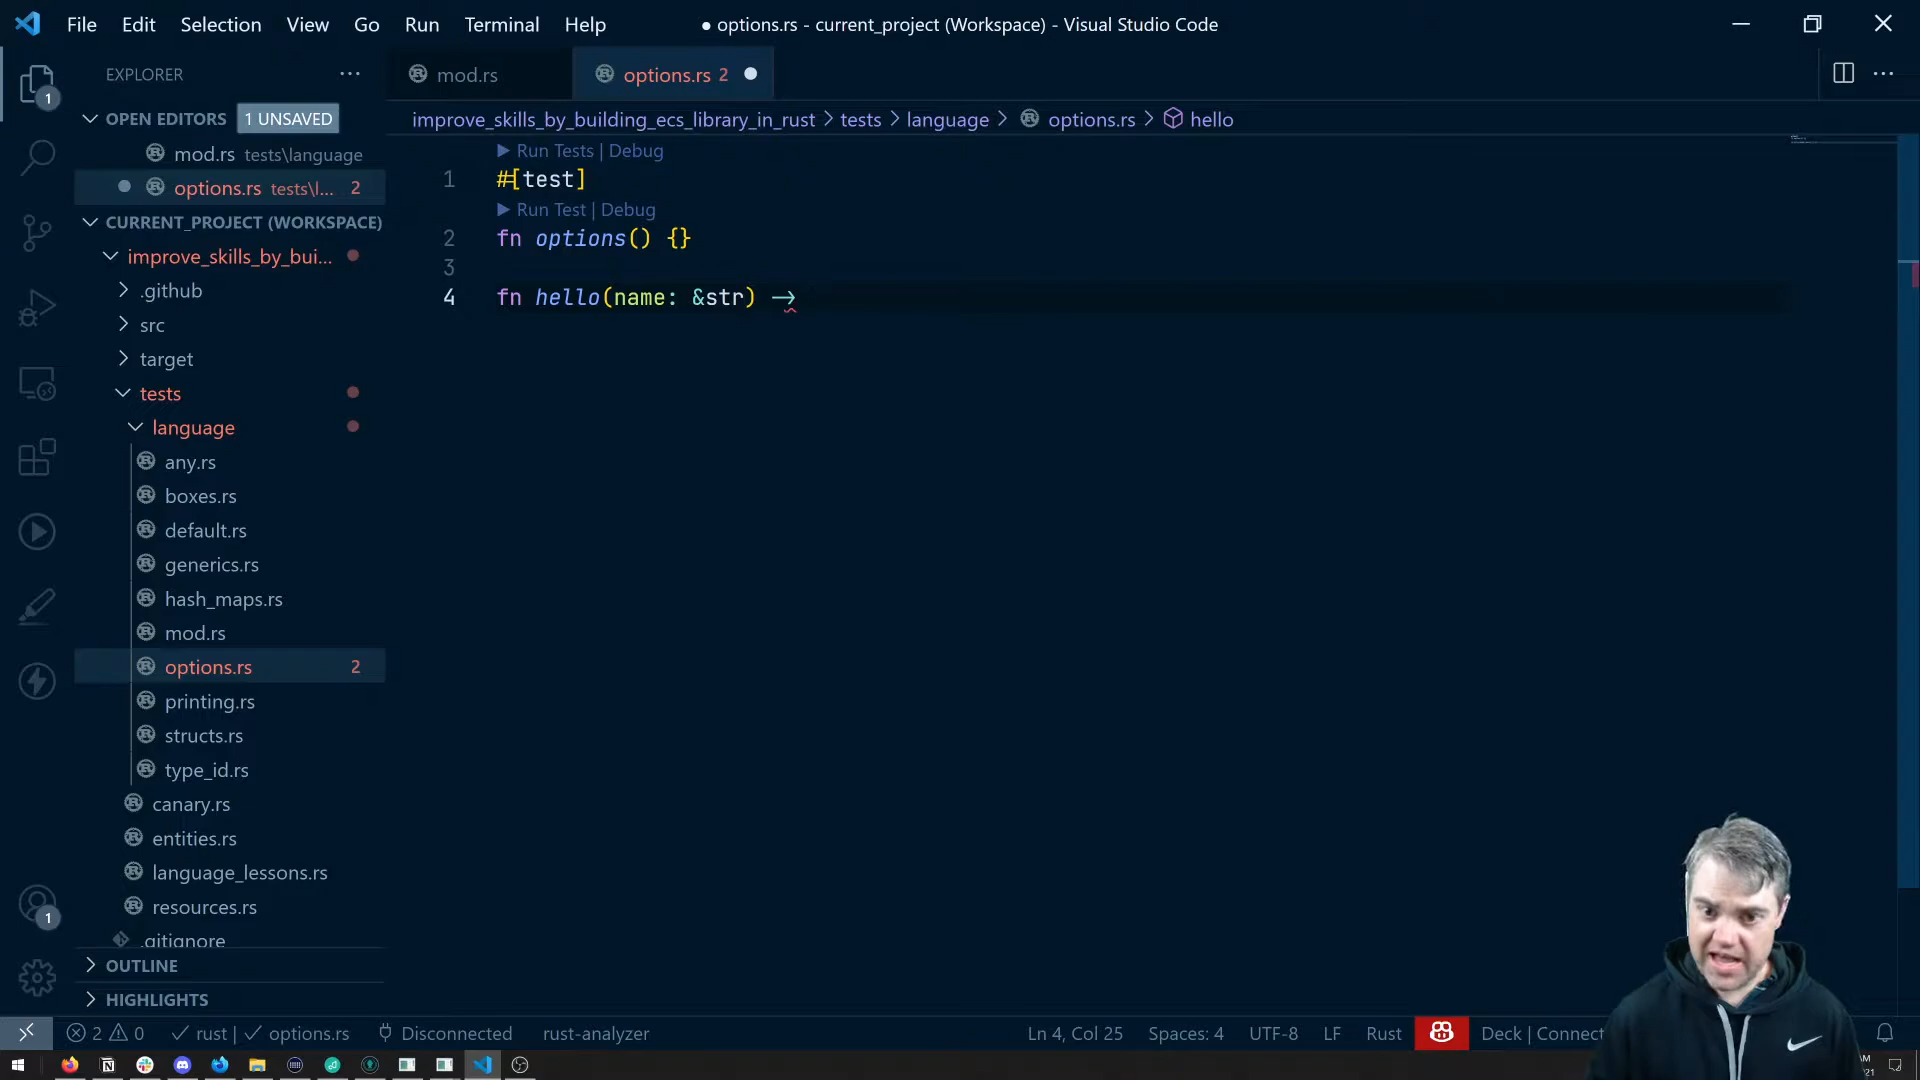 File Edit Selection View Go Run Terminal Help
● options.rs - current_project (Workspace) - Visual Studio Code
EXPLORER
1
OPEN EDITORS 1 UNSAVED
mod.rs tests\language
options.rs tests\l... 2
CURRENT_PROJECT (WORKSPACE)
improve_skills_by_bui...
.github
src
target
tests
language
any.rs
boxes.rs
default.rs
generics.rs
hash_maps.rs
mod.rs
options.rs 2
printing.rs
structs.rs
type_id.rs
canary.rs
entities.rs
language_lessons.rs
resources.rs
.gitignore
OUTLINE
HIGHLIGHTS
1
mod.rs
options.rs 2
improve_skills_by_building_ecs_library_in_rust > tests > language > options.rs > hello
Run Tests | Debug
1 #[test]
Run Test | Debug
2 fn options() {}
3
4 fn hello(name: &str) ->
2 0 rust | options.rs Disconnected rust-analyzer
Ln 4, Col 25 Spaces: 4 UTF-8 LF Rust Deck | Connect